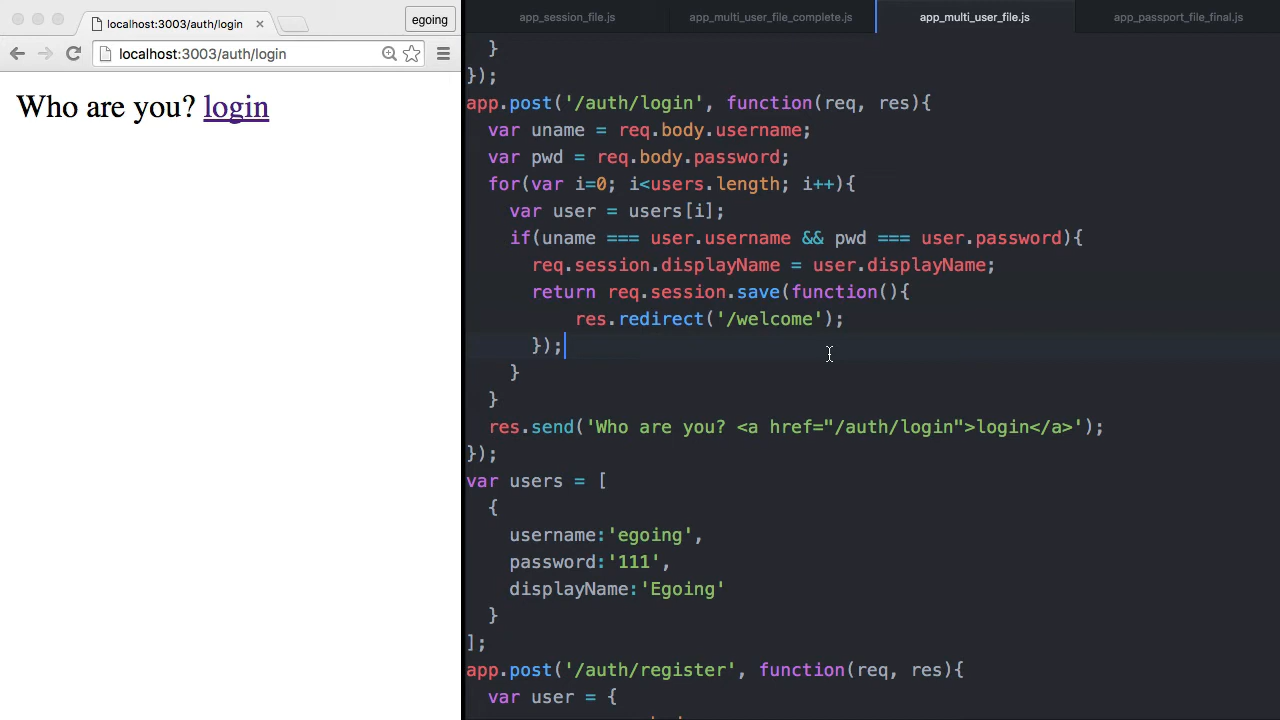 localhost:3003/auth/login
egoing
localhost:3003/auth/login
Who are you? login
app_session_file.js
app_multi_user_file_complete.js
app_multi_user_file.js
app_passport_file_final.js
}
});
app.post('/auth/login', function(req, res){
var uname = req.body.username;
var pwd = req.body.password;
for(var i=0; i<users.length; i++){
var user = users[i];
if(uname === user.username && pwd === user.password){
req.session.displayName = user.displayName;
return req.session.save(function(){
res.redirect('/welcome');
});
}
}
res.send('Who are you? <a href="/auth/login">login</a>');
});
var users = [
{
username:'egoing',
password:'111',
displayName:'Egoing'
}
];
app.post('/auth/register', function(req, res){
var user = {